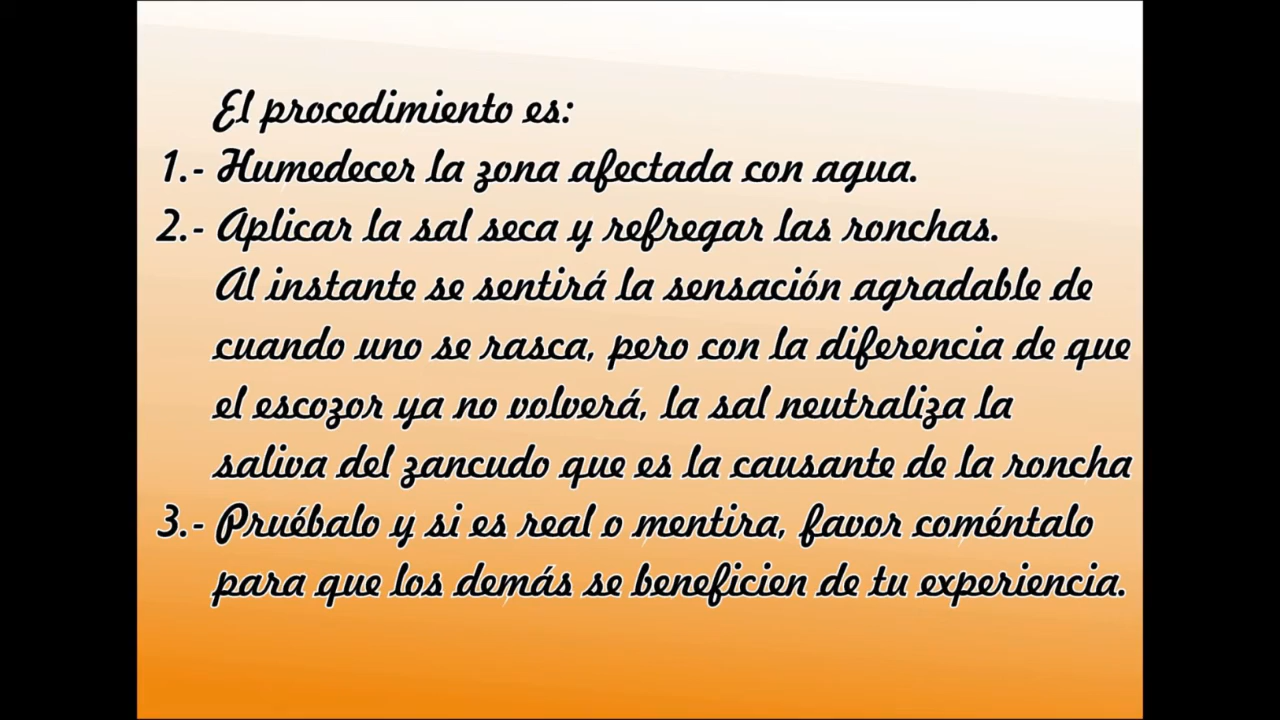 El procedimiento es:
1.- Humedecer la zona afectada con agua.
2.- Aplicar la sal seca y refregar las ronchas.
Al instante se sentirá la sensación agradable de
cuando uno se rasca, pero con la diferencia de que
el escozor ya no volverá, la sal neutraliza la
saliva del zancudo que es la causante de la roncha
3.- Pruébalo y si es real o mentira, favor coméntalo
para que los demás se beneficien de tu experiencia.